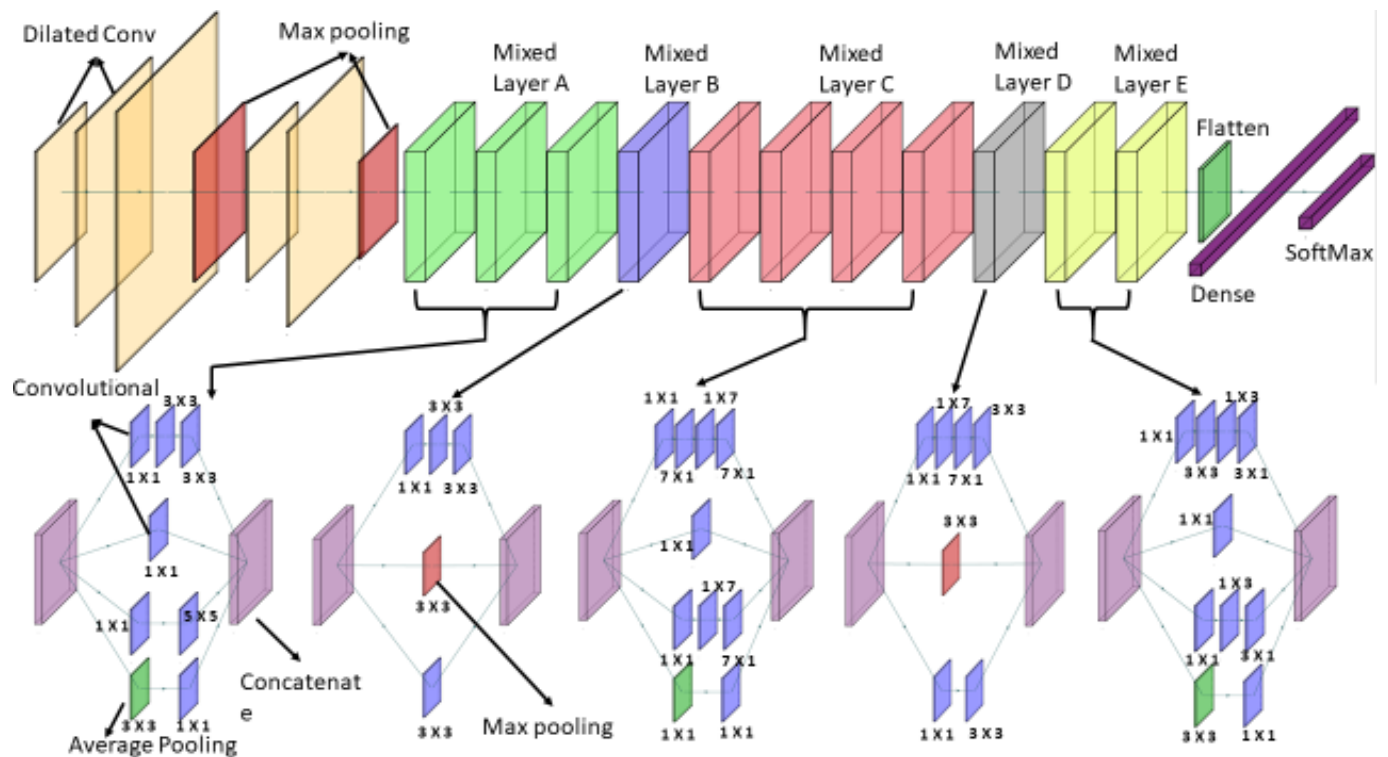 Dilated Conv
Max pooling
Mixed
Layer A
Mixed
Layer B
Mixed
Layer C
Mixed
Layer D
Mixed
Layer E
Flatten
SoftMax
Dense
Convolutional
3 X 3
1 X 1
3 X 3
1 X 1
1 X 1
5 X 5
3 X 3
1 X 1
Average Pooling
Concatenat
e
3 X 3
1 X 1
3 X 3
3 X 3
3 X 3
Max pooling
1 X 1
1 X 7
7 X 1
7 X 1
1 X 1
1 X 7
1 X 1
7 X 1
1 X 1
1 X 1
1 X 7
3 X 3
1 X 1
7 X 1
3 X 3
1 X 1
3 X 3
1 X 3
1 X 1
3 X 3
3 X 1
1 X 1
1 X 3
1 X 1
3 X 1
3 X 3
1 X 1